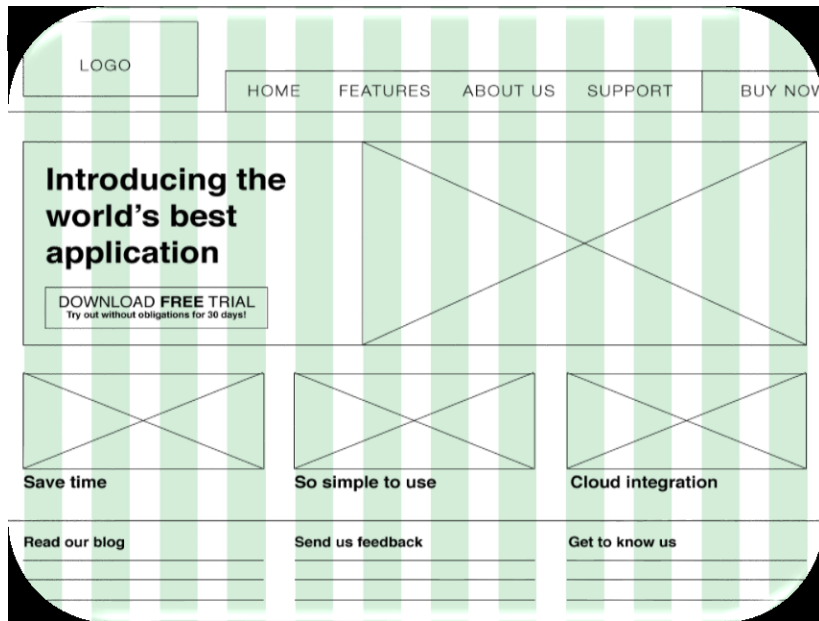 LOGO
HOME FEATURES ABOUT US SUPPORT BUY NOW
Introducing the
world's best
application
DOWNLOAD FREE TRIAL
Try out without obligations for 30 days!
Save time So simple to use Cloud integration
Read our blog Send us feedback Get to know us